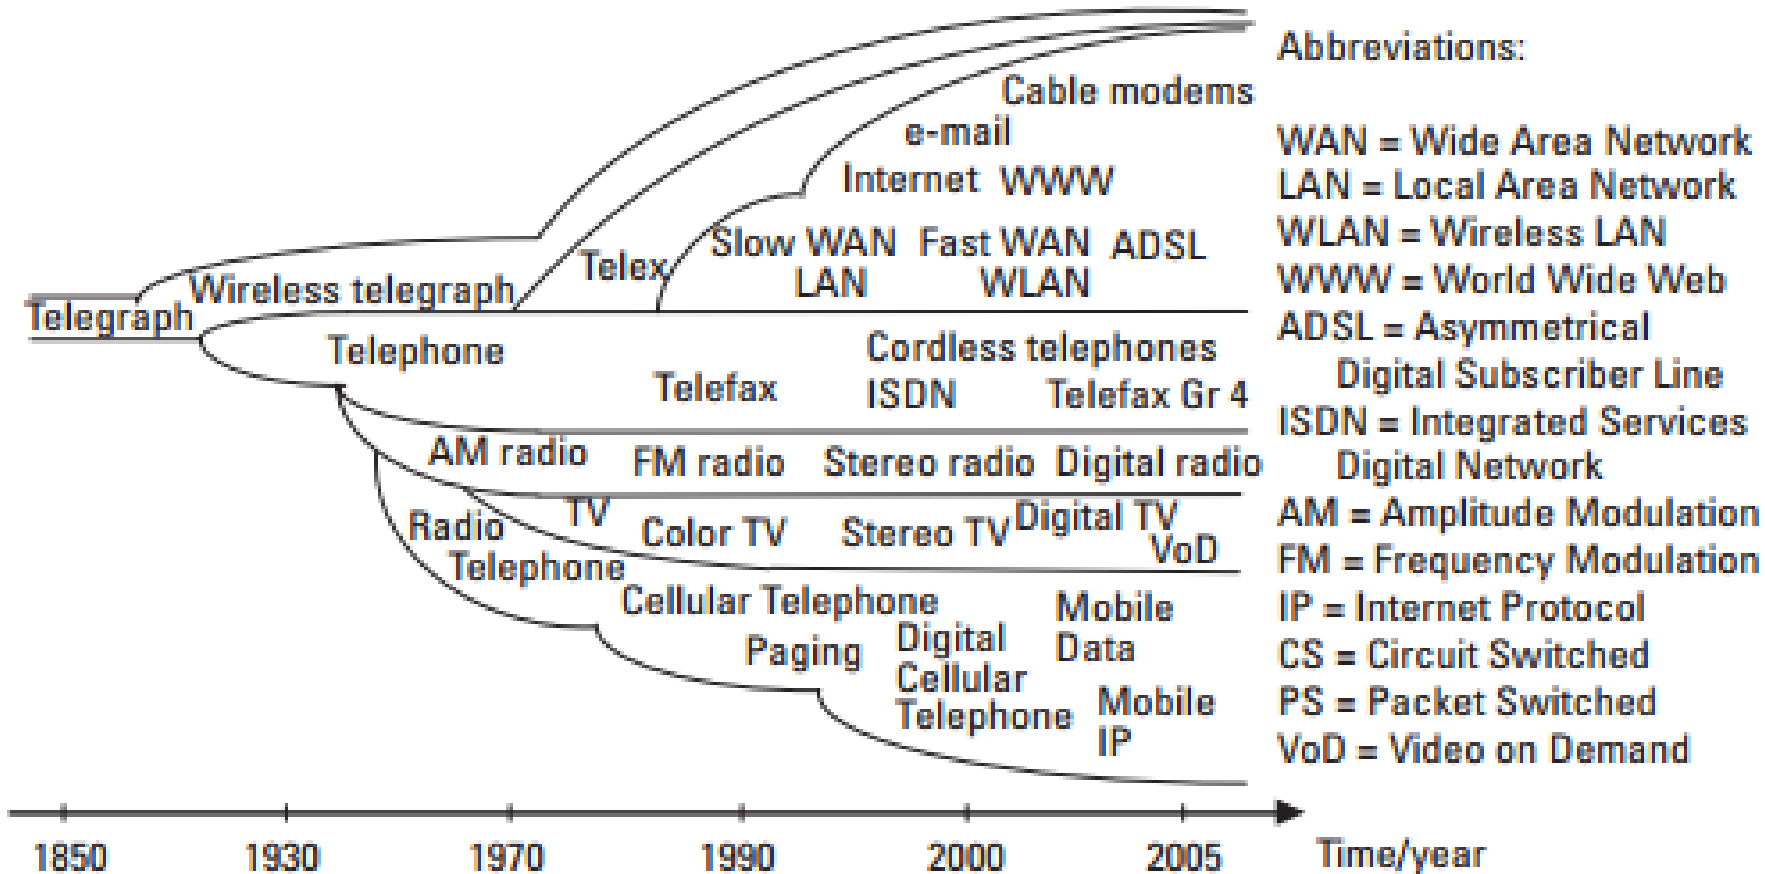 Abbreviations:
Cable modems
e-mail
WAN = Wide Area Network
Internet WWW
LAN = Local Area Network
Slow WAN Fast WAN ADSL
WLAN = Wireless LAN
Telex
LAN WLAN
WWW = World Wide Web
Wireless telegraph
Telegraph
ADSL = Asymmetrical
Digital Subscriber Line
Telephone
Cordless telephones
Telefax ISDN Telefax Gr 4
ISDN = Integrated Services
Digital Network
AM radio FM radio Stereo radio Digital radio
AM = Amplitude Modulation
Radio
Telephone
TV Color TV Stereo TV Digital TV
VoD
FM = Frequency Modulation
Cellular Telephone
Mobile
Data
IP = Internet Protocol
Paging
Digital
Cellular
Telephone
CS = Circuit Switched
Mobile
IP
PS = Packet Switched
VoD = Video on Demand
1850 1930 1970 1990 2000 2005 Time/year